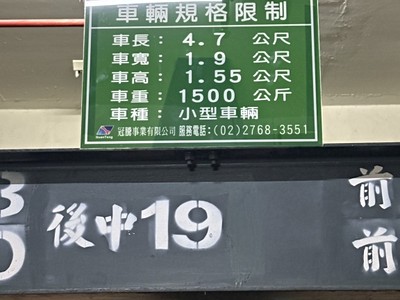 車輛規格限制
車長：4.7 公尺
車寬：1.9 公尺
車高：1.55 公尺
車重：1500 公斤
車種：小型車輛
冠騰事業有限公司 服務電話：(02)2768-3551
後中19
前
前